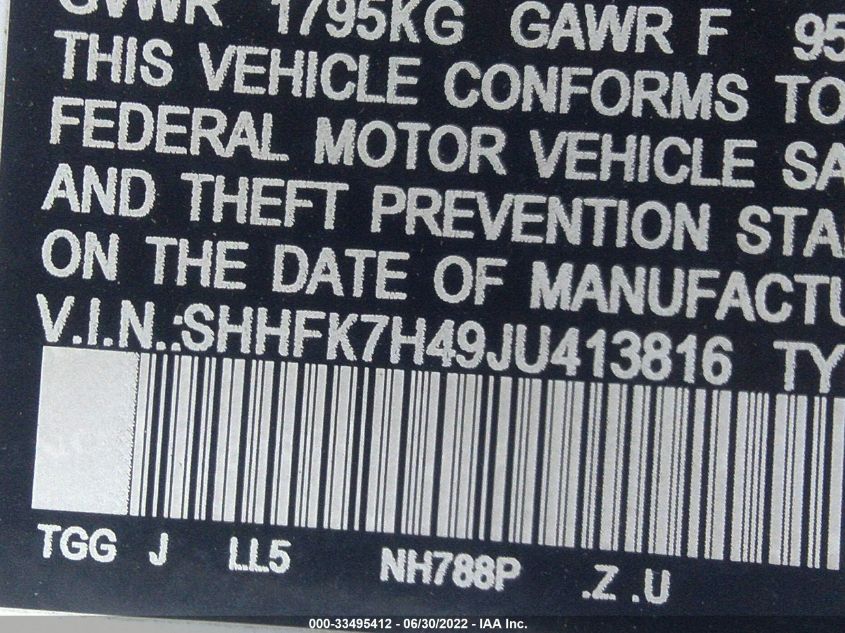 GVWR 1795KG GAWR F 95
THIS VEHICLE CONFORMS TO
FEDERAL MOTOR VEHICLE SA
AND THEFT PREVENTION STA
ON THE DATE OF MANUFACTU
V.I.N.:SHHFK7H49JU413816 TY
TGG J LL5 NH788P .Z .U
000-33495412 - 06/30/2022 - IAA Inc.